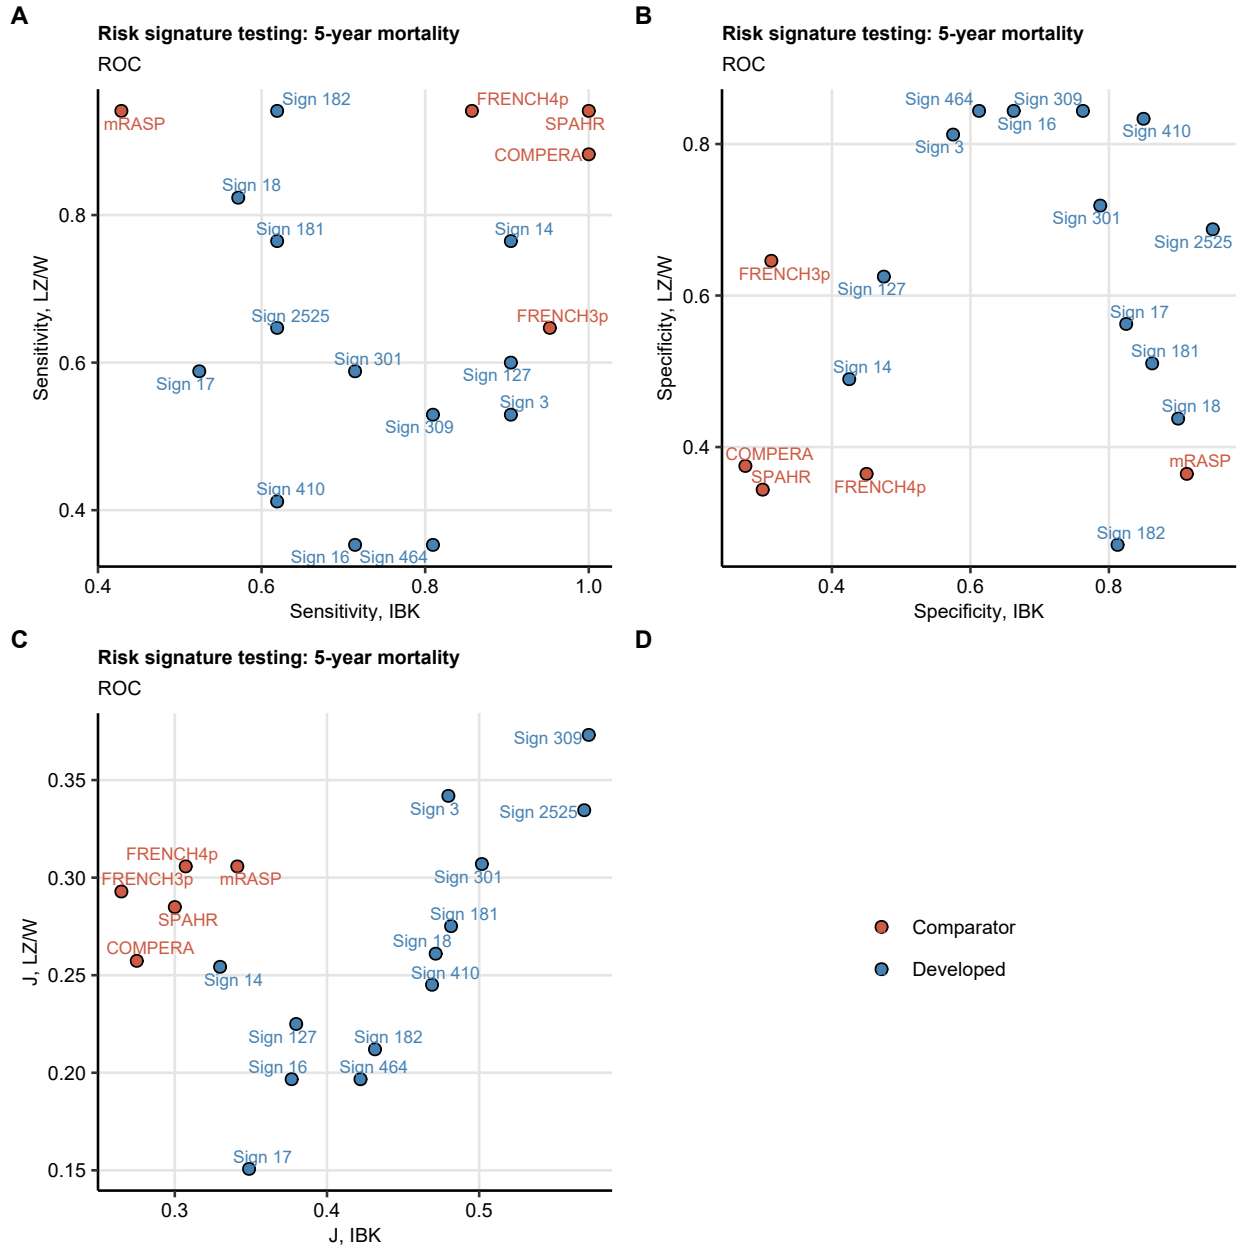 A
Risk signature testing: 5-year mortality
ROC
Sign 182
FRENCH4p
mRASP
SPAHR
COMPERA
Sign 18
Sign 181
Sign 14
Sign 2525
FRENCH3p
Sign 301
Sign 17
Sign 127
Sign 3
Sign 309
Sign 410
Sign 16
Sign 464
0.8
0.6
0.4
Sensitivity, LZ/W
0.4
0.6
0.8
1.0
Sensitivity, IBK
B
Risk signature testing: 5-year mortality
ROC
Sign 464
Sign 309
Sign 16
Sign 410
Sign 3
Sign 301
Sign 2525
FRENCH3p
Sign 127
Sign 17
Sign 181
Sign 14
Sign 18
COMPERA
mRASP
SPAHR
FRENCH4p
Sign 182
0.8
0.6
0.4
Specificity, LZ/W
0.4
0.6
0.8
Specificity, IBK
C
Risk signature testing: 5-year mortality
ROC
Sign 309
Sign 3
Sign 2525
FRENCH4p
FRENCH3p
mRASP
Sign 301
SPAHR
Sign 181
COMPERA
Sign 18
Sign 14
Sign 410
Sign 127
Sign 182
Sign 16
Sign 464
Sign 17
0.35
0.30
0.25
0.20
0.15
J, LZ/W
0.3
0.4
0.5
J, IBK
D
Comparator
Developed